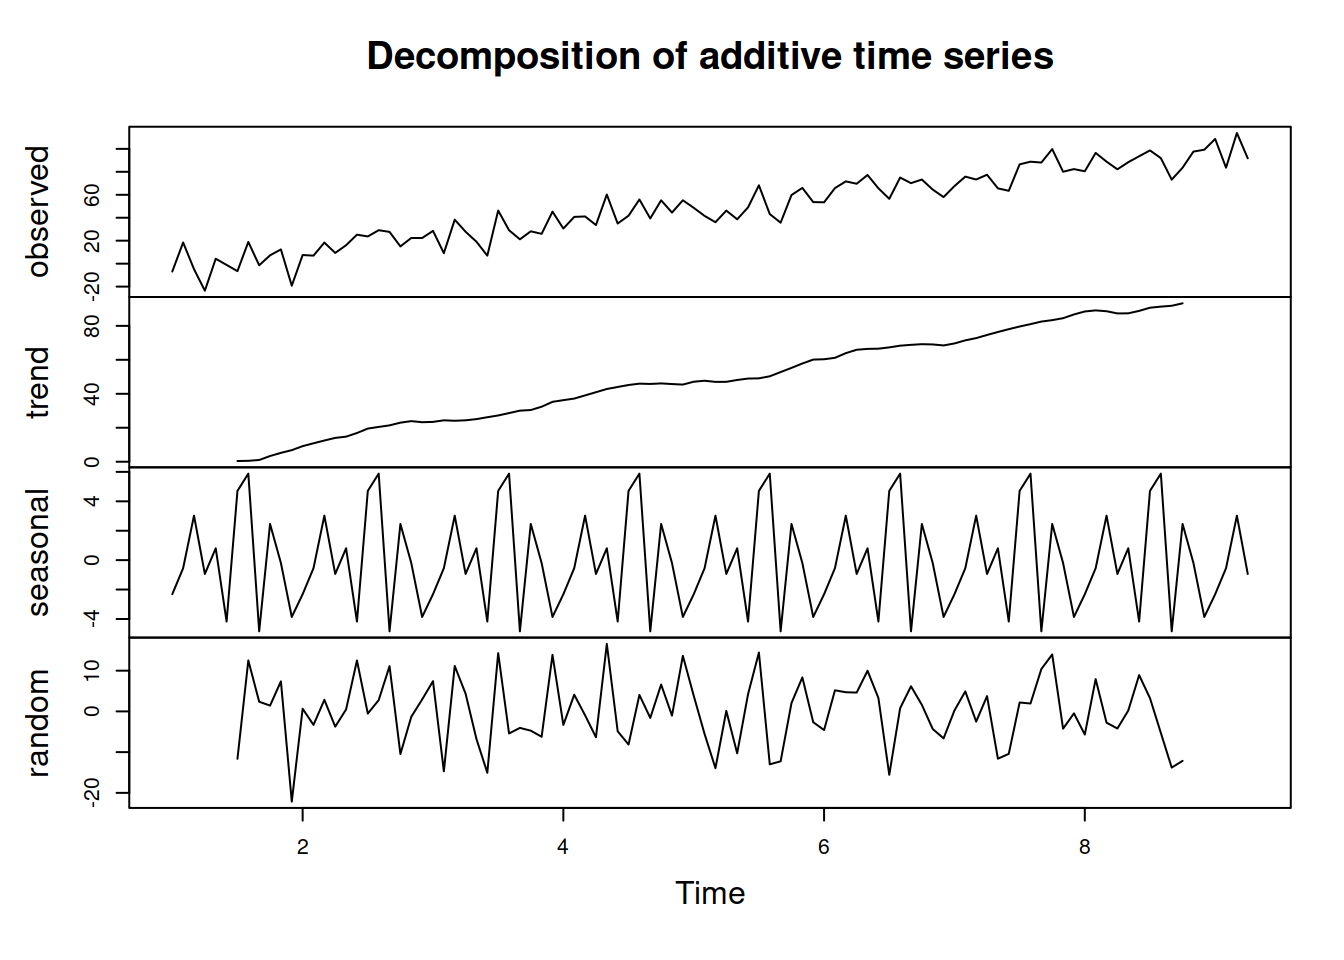 Decomposition of additive time series
observed
-20 20 60
trend
0 40 80
seasonal
-4 0 4
random
-20 0 10
2 4 6 8
Time